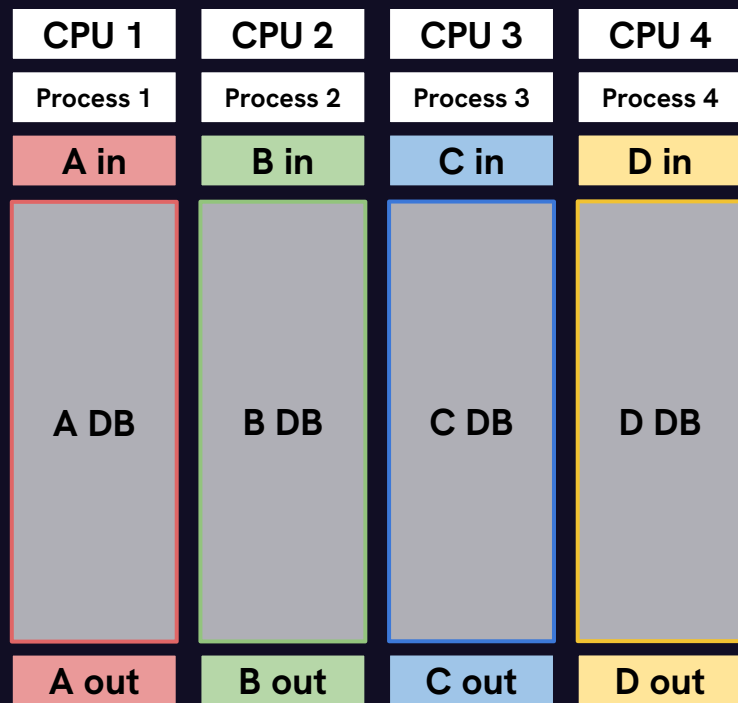 CPU 1
CPU 2
CPU 3
CPU 4
Process 1
Process 2
Process 3
Process 4
A in
B in
C in
D in
A DB
B DB
C DB
D DB
A out
B out
C out
D out